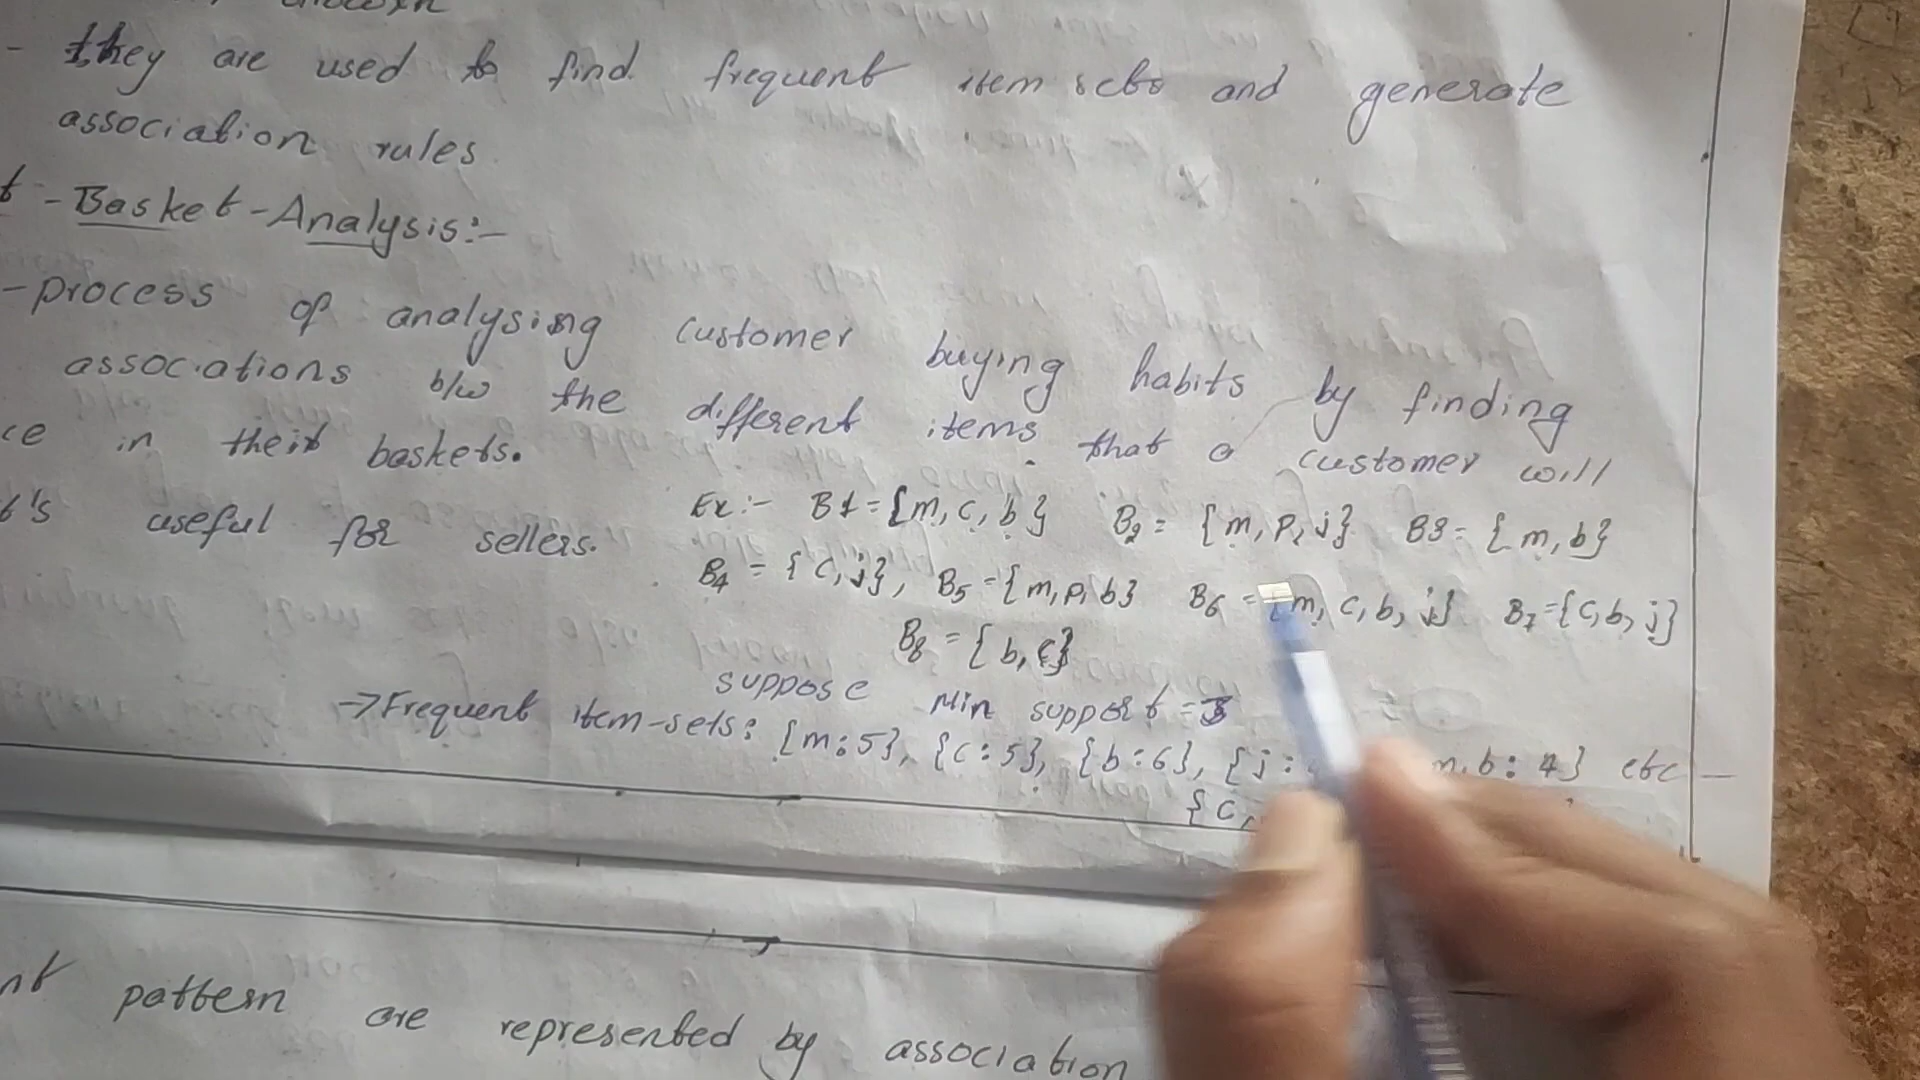 - they are used to find frequent item sets and generate
association rules.
t - Basket - Analysis:-
- process of analysing customer buying habits by finding
associations b/w the different items that a customer will
ce in their baskets.
t's useful for sellers.
Ex:- B1 = {m, c, b} B2 = {m, p, j} B3 = {m, b}
B4 = {c, j}, B5 = {m, p, b} B6 = {m, c, b, j} B7 = {c, b, j}
B8 = {b, c}
suppose Min support = 3
→ Frequent item-sets: {m:5}, {c:5}, {b:6}, {j: m, b: 4} etc
{c,
nt pattern are represented by association